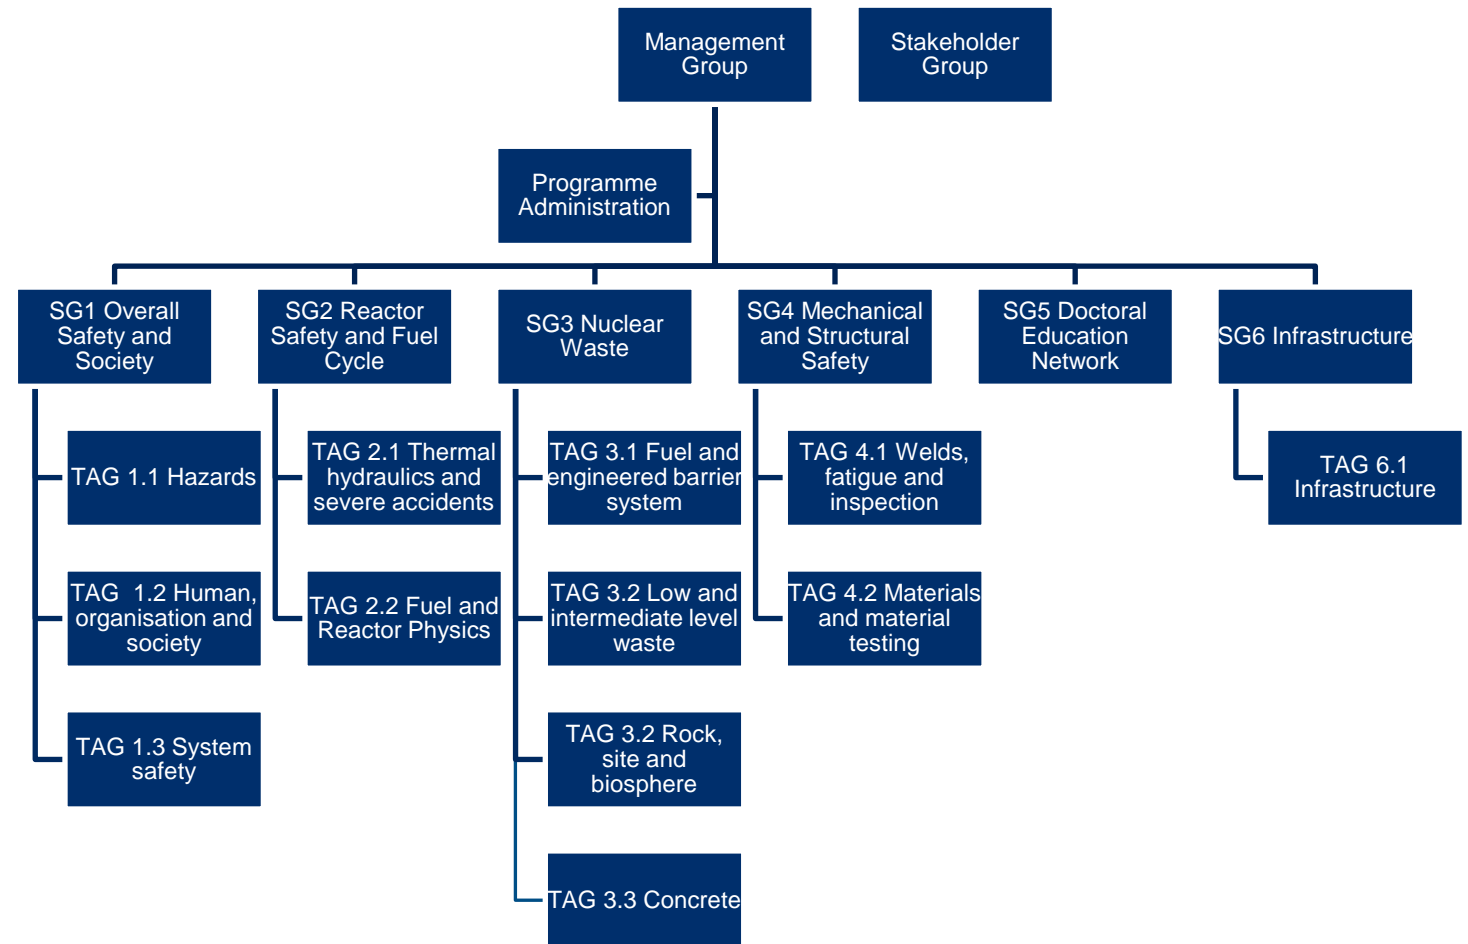 Management
Group
Stakeholder
Group
Programme
Administration
SG1 Overall
Safety and
Society
SG2 Reactor
Safety and Fuel
Cycle
SG3 Nuclear
Waste
SG4 Mechanical
and Structural
Safety
SG5 Doctoral
Education
Network
SG6 Infrastructure
TAG 1.1 Hazards
TAG 2.1 Thermal
hydraulics and
severe accidents
TAG 3.1 Fuel and
engineered barrier
system
TAG 4.1 Welds,
fatigue and
inspection
TAG 6.1
Infrastructure
TAG  1.2 Human,
organisation and
society
TAG 2.2 Fuel and
Reactor Physics
TAG 3.2 Low and
intermediate level
waste
TAG 4.2 Materials
and material
testing
TAG 1.3 System
safety
TAG 3.2 Rock,
site and
biosphere
TAG 3.3 Concrete